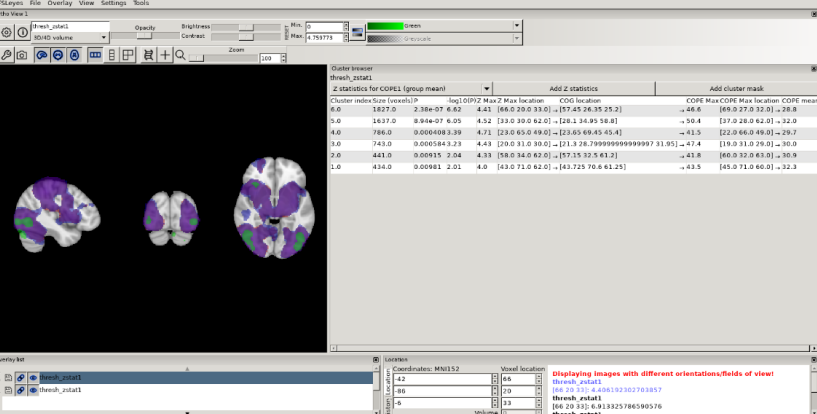 FSLeyes File Overlay View Settings Tools
Ortho View 1
thresh_zstat1 Opacity Brightness Min. 0 Green
3D/4D volume Contrast RESET Max. 4.759773 Greyscale
Zoom
100
Cluster browser
thresh_zstat1
Z statistics for COPE1 (group mean) Add Z statistics Add cluster mask
Cluster index Size (voxels) P -log10(P) Z Max Z Max location COG location COPE Max COPE Max location COPE mean
6.0 1827.0 2.38e-07 6.62 4.41 [66.0 20.0 33.0] → [57.45 26.35 25.2] → 46.6 [69.0 27.0 32.0] → 28.8
5.0 1637.0 8.94e-07 6.05 4.52 [33.0 30.0 62.0] → [28.1 34.95 58.8] → 50.4 [37.0 28.0 62.0] → 32.0
4.0 786.0 0.000408 3.39 4.71 [23.0 65.0 49.0] → [23.65 69.45 45.4] → 41.5 [22.0 66.0 49.0] → 29.7
3.0 743.0 0.000584 3.23 4.43 [20.0 31.0 30.0] → [21.3 28.799999999999997 31.95] → 47.4 [19.0 31.0 29.0] → 30.0
2.0 441.0 0.00915 2.04 4.33 [58.0 34.0 62.0] → [57.15 32.5 61.2] → 41.8 [60.0 32.0 63.0] → 30.9
1.0 434.0 0.00981 2.01 4.0 [43.0 71.0 60.0] → [43.725 70.6 61.25] → 43.5 [45.0 71.0 60.0] → 32.3
Overlay list Location
thresh_zstat1
thresh_zstat1
Location
Coordinates: MNI152 Voxel location
-42 66
-86 20
-6 33
Volume 0
Displaying images with different orientations/fields of view!
thresh_zstat1
[66 20 33]: 4.406192302703857
thresh_zstat1
[66 20 33]: 6.913325786590576